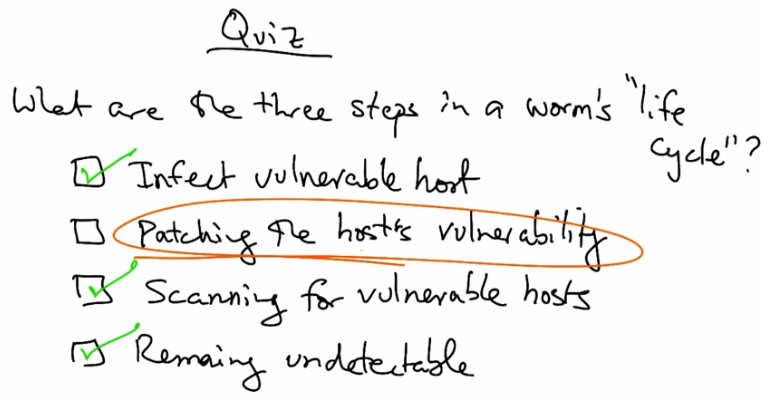 Quiz
What are the three steps in a worm's "life
cycle"?
Infect vulnerable host
Patching the host's vulnerability
Scanning for vulnerable hosts
Remaing undetectable